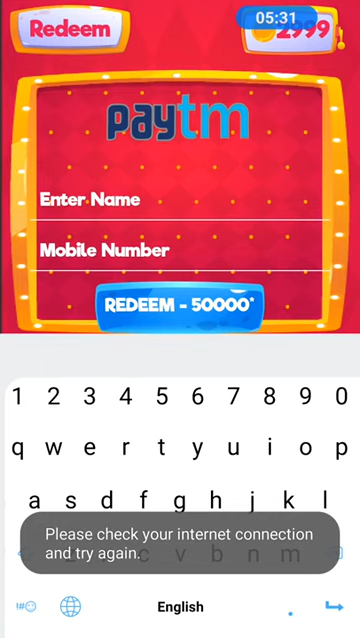 Redeem
05:31
2999
paytm
Enter Name
Mobile Number
REDEEM - 50000*
1 2 3 4 5 6 7 8 9 0
q w e r t y u i o p
a s d f g h j k l
Please check your internet connection
and try again.
z x c v b n m
!#☺ English .